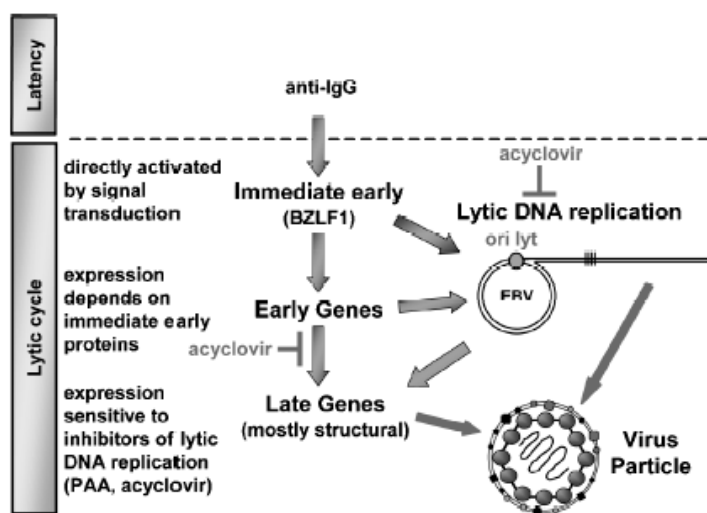 Latency
anti-IgG
Lytic cycle
directly activated
by signal
transduction
Immediate early
(BZLF1)
acyclovir
Lytic DNA replication
ori lyt
EBV
expression
depends on
immediate early
proteins
Early Genes
acyclovir
expression
sensitive to
inhibitors of lytic
DNA replication
(PAA, acyclovir)
Late Genes
(mostly structural)
Virus
Particle